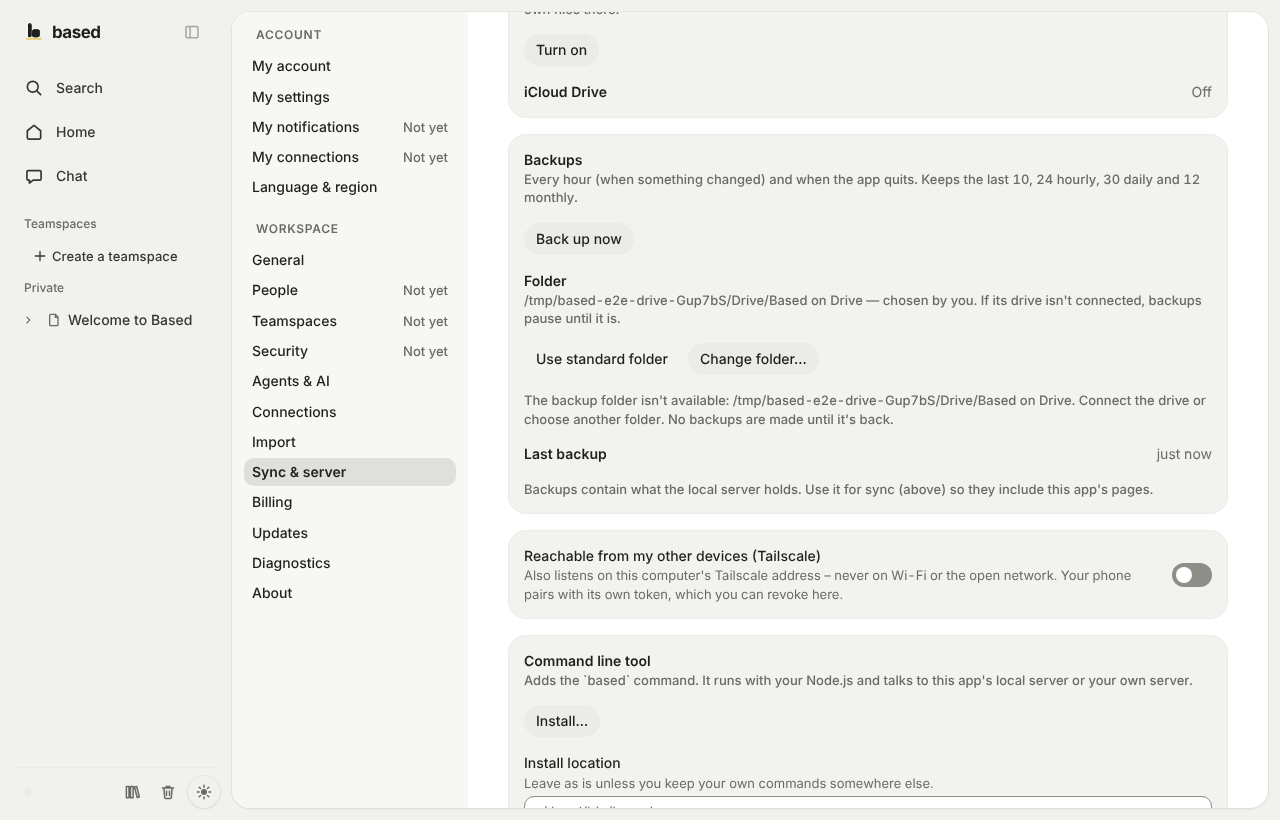 based
Search
Home
Chat
Teamspaces
Create a teamspace
Private
Welcome to Based
ACCOUNT
My account
My settings
My notifications Not yet
My connections Not yet
Language & region
WORKSPACE
General
People Not yet
Teamspaces Not yet
Security Not yet
Agents & AI
Connections
Import
Sync & server
Billing
Updates
Diagnostics
About
Turn on
iCloud Drive Off
Backups
Every hour (when something changed) and when the app quits. Keeps the last 10, 24 hourly, 30 daily and 12
monthly.
Back up now
Folder
/tmp/based-e2e-drive-Gup7bS/Drive/Based on Drive — chosen by you. If its drive isn't connected, backups
pause until it is.
Use standard folder Change folder...
The backup folder isn't available: /tmp/based-e2e-drive-Gup7bS/Drive/Based on Drive. Connect the drive or
choose another folder. No backups are made until it's back.
Last backup just now
Backups contain what the local server holds. Use it for sync (above) so they include this app's pages.
Reachable from my other devices (Tailscale)
Also listens on this computer's Tailscale address – never on Wi-Fi or the open network. Your phone
pairs with its own token, which you can revoke here.
Command line tool
Adds the `based` command. It runs with your Node.js and talks to this app's local server or your own server.
Install...
Install location
Leave as is unless you keep your own commands somewhere else.